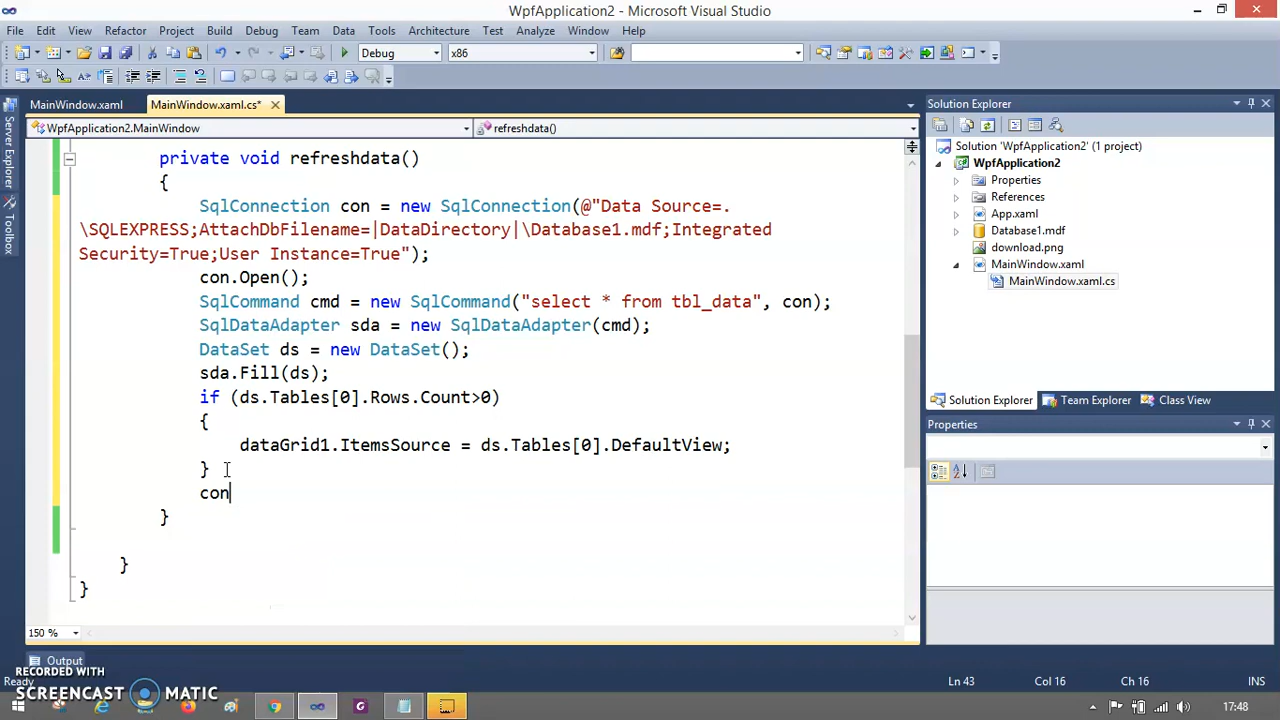 WpfApplication2 - Microsoft Visual Studio
File Edit View Refactor Project Build Debug Team Data Tools Architecture Test Analyze Window Help
Debug x86
MainWindow.xaml MainWindow.xaml.cs*
WpfApplication2.MainWindow refreshdata()
Server Explorer
Toolbox
private void refreshdata()
{
SqlConnection con = new SqlConnection(@"Data Source=.
\SQLEXPRESS;AttachDbFilename=|DataDirectory|\Database1.mdf;Integrated
Security=True;User Instance=True");
con.Open();
SqlCommand cmd = new SqlCommand("select * from tbl_data", con);
SqlDataAdapter sda = new SqlDataAdapter(cmd);
DataSet ds = new DataSet();
sda.Fill(ds);
if (ds.Tables[0].Rows.Count>0)
{
dataGrid1.ItemsSource = ds.Tables[0].DefaultView;
}
con
}
}
}
150 %
Solution Explorer
Solution 'WpfApplication2' (1 project)
WpfApplication2
Properties
References
App.xaml
Database1.mdf
download.png
MainWindow.xaml
MainWindow.xaml.cs
Solution Explorer Team Explorer Class View
Properties
Output
Ready Ln 43 Col 16 Ch 16 INS
RECORDED WITH
SCREENCAST MATIC
17:48